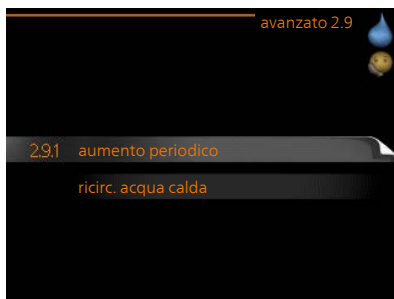 avanzato 2.9
2.9.1 aumento periodico
ricirc. acqua calda